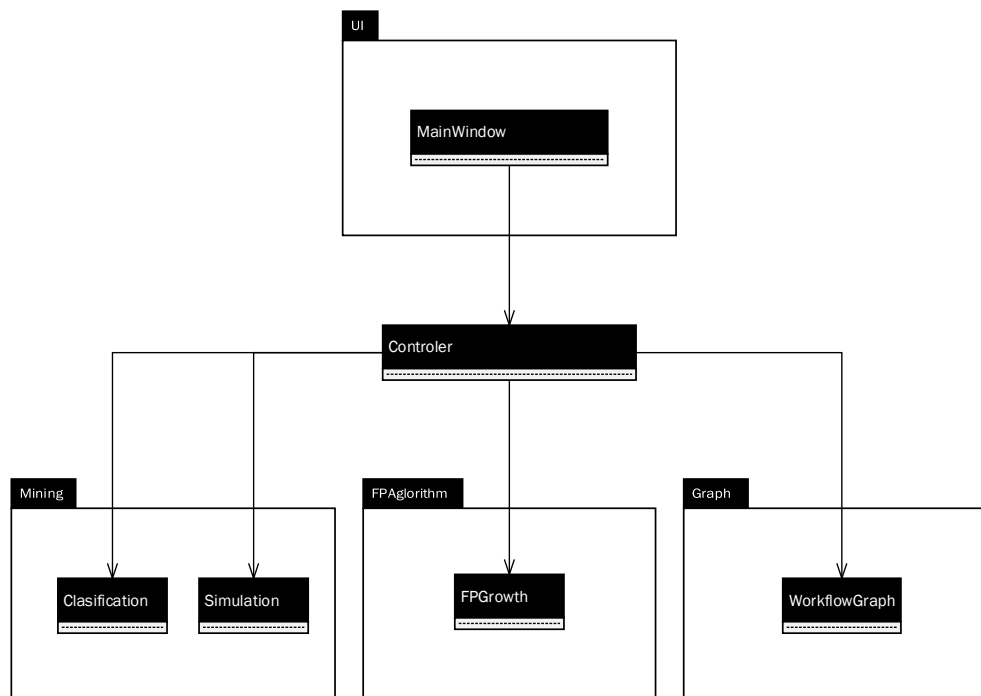 UI
MainWindow
Controler
Mining
FPAglorithm
Graph
Clasification
Simulation
FPGrowth
WorkflowGraph